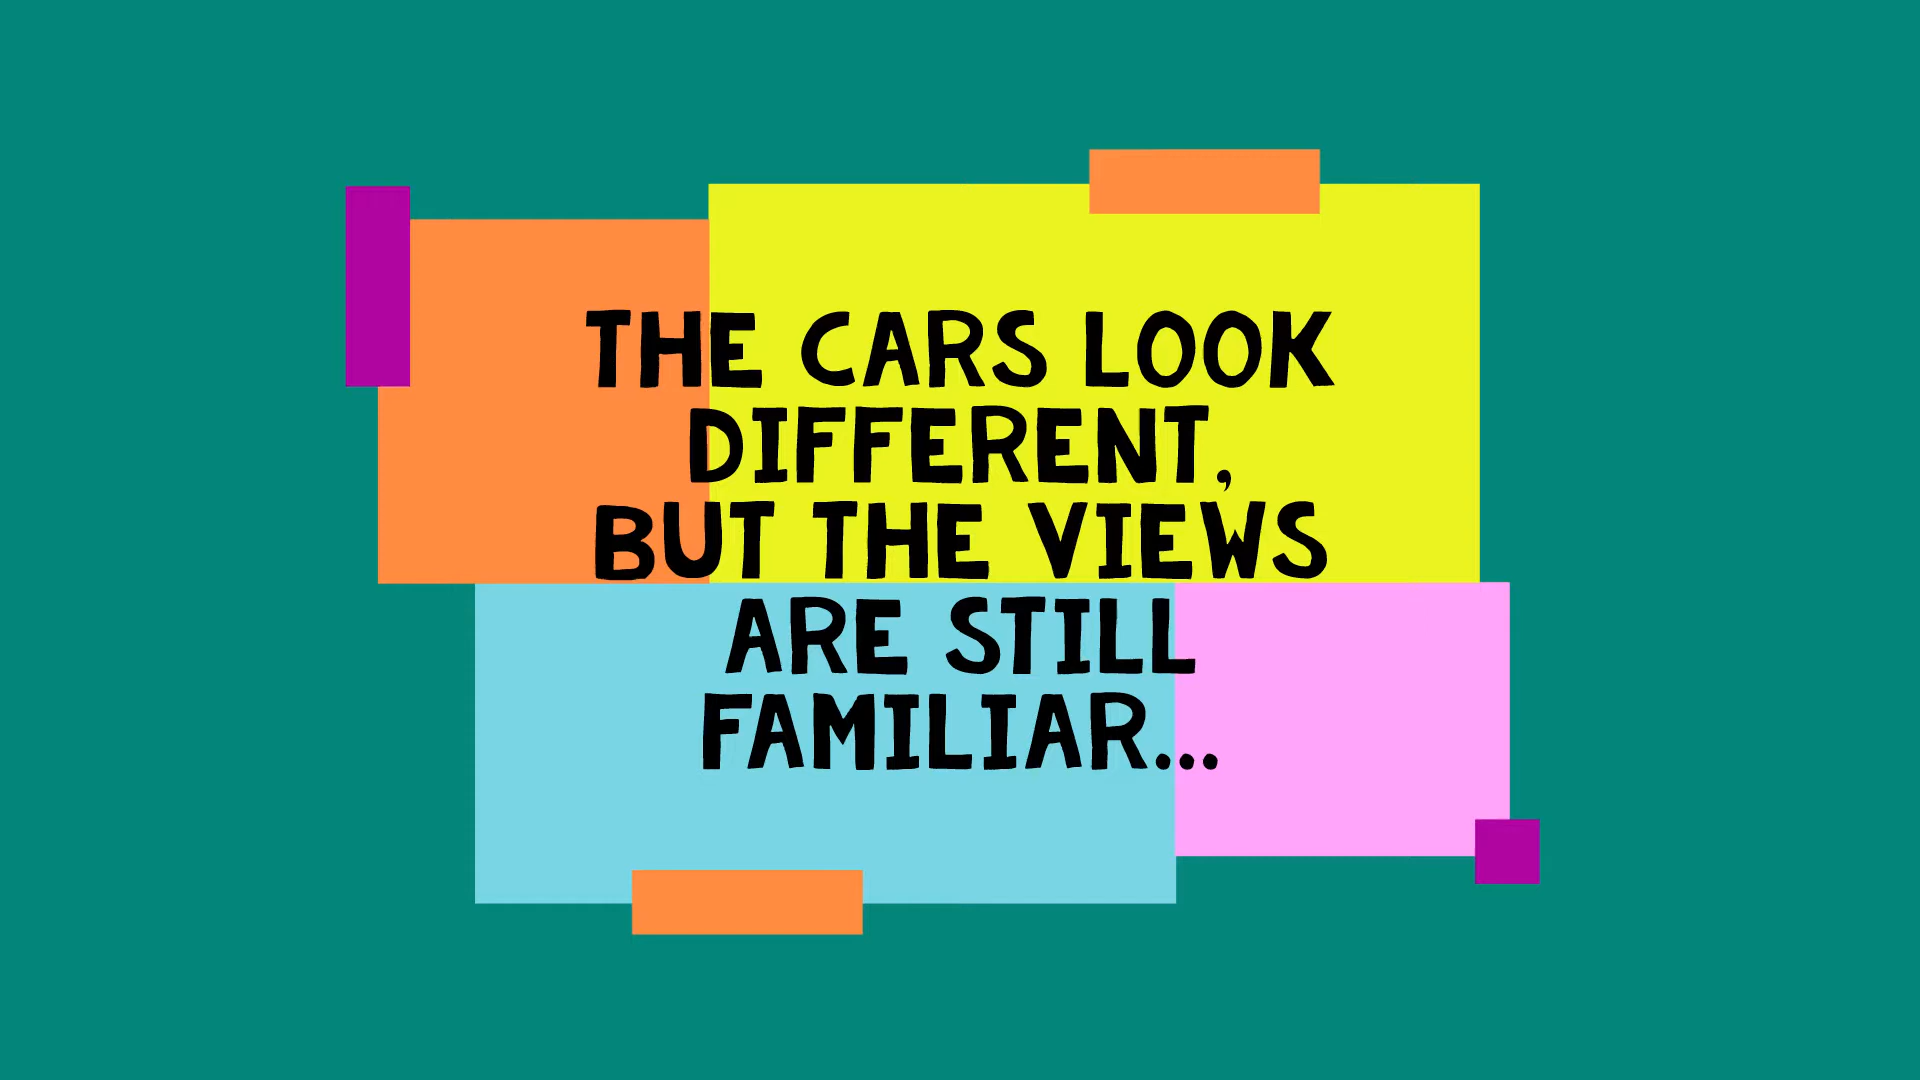 THE CARS LOOK
DIFFERENT,
BUT THE VIEWS
ARE STILL
FAMILIAR...